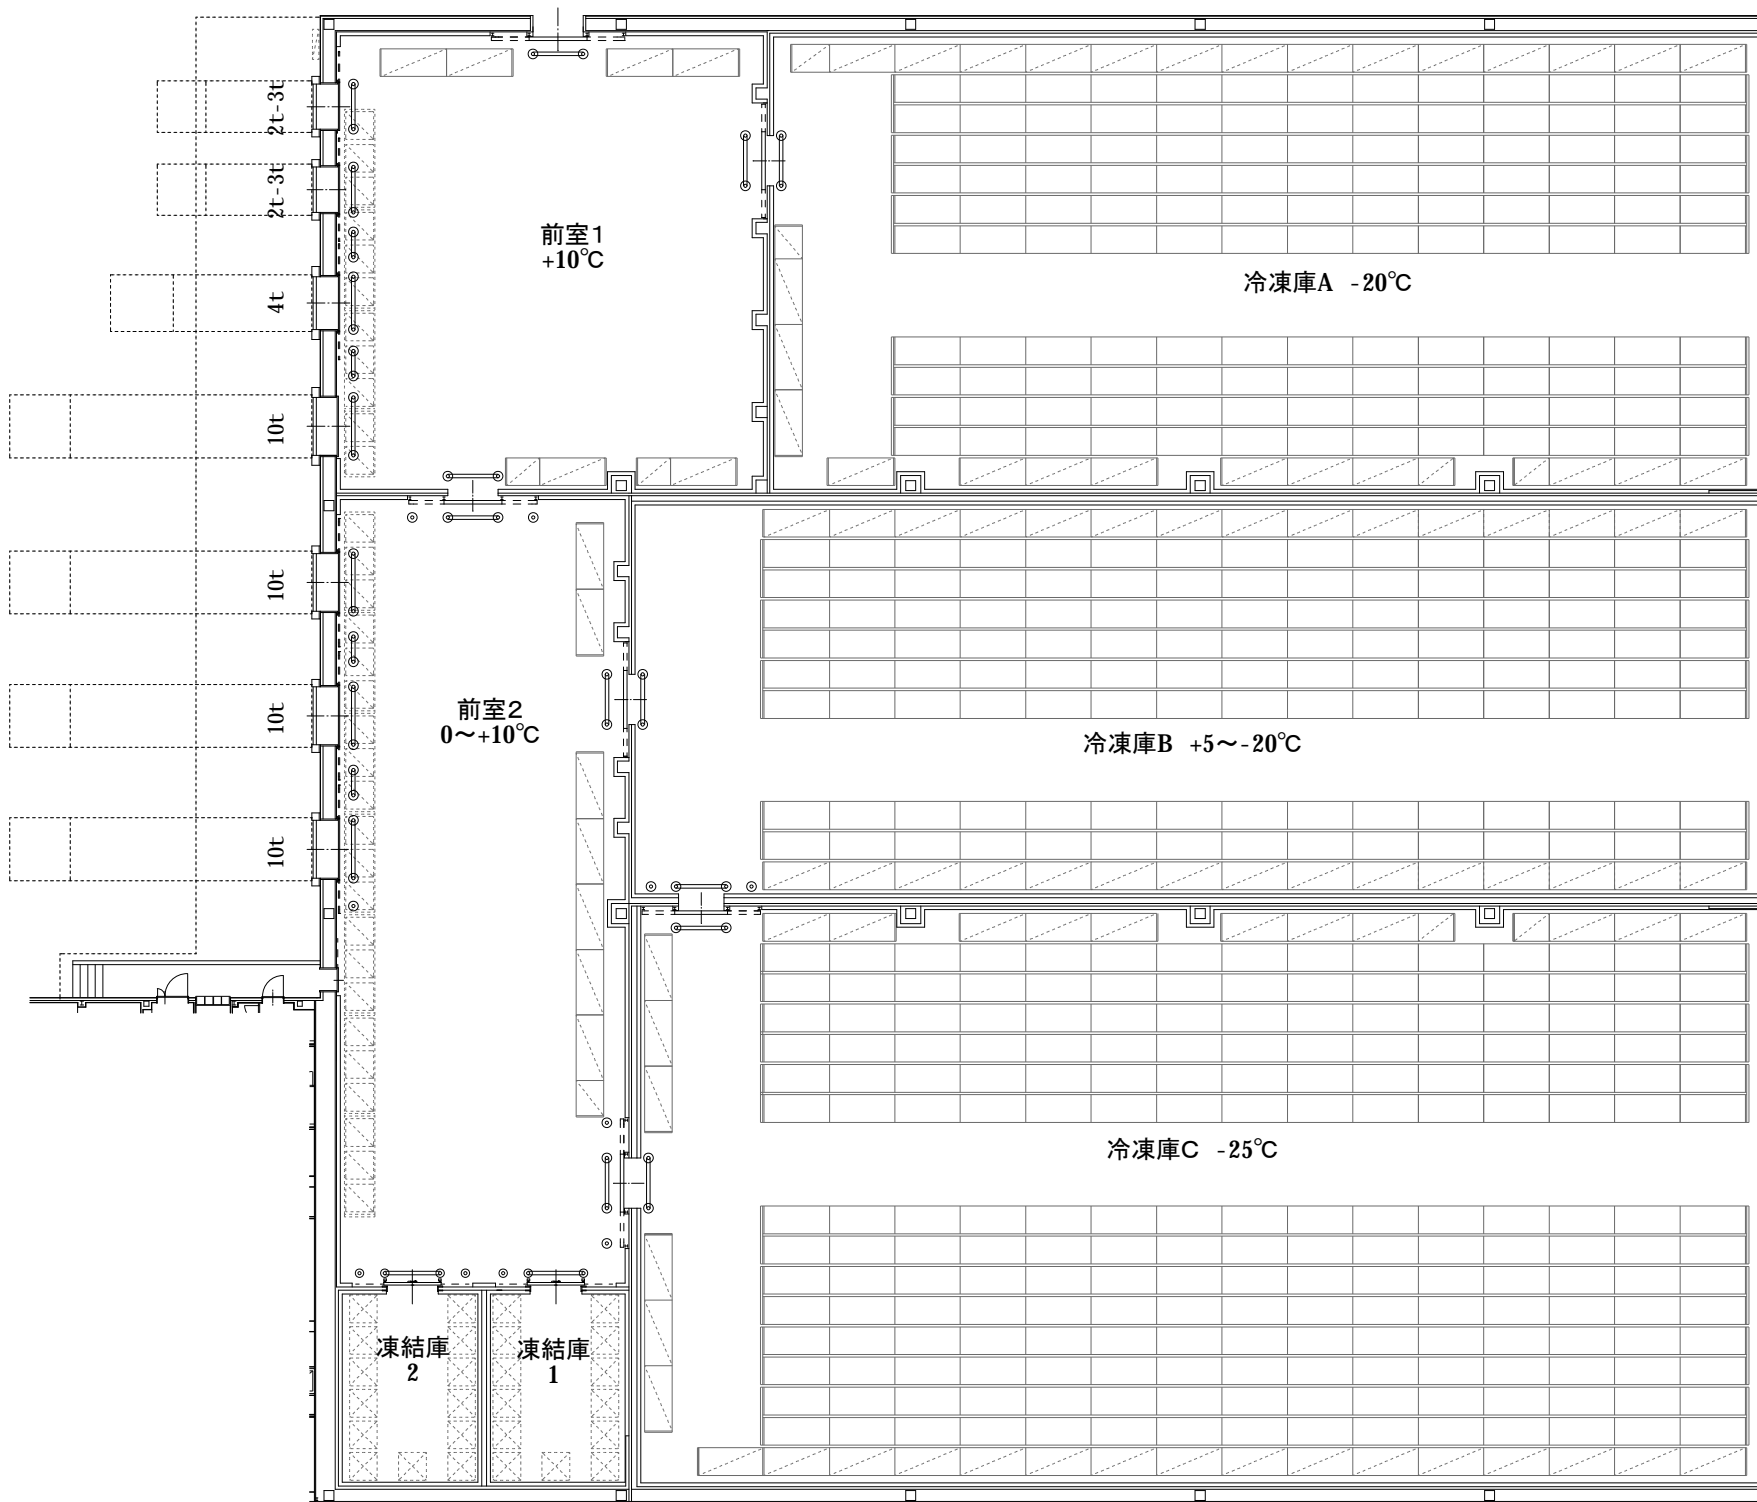 2t-3t
2t-3t
4t
10t
10t
10t
10t
前室1
+10℃
冷凍庫A -20℃
前室2
0～+10℃
冷凍庫B +5～-20℃
冷凍庫C -25℃
凍結庫
2
凍結庫
1